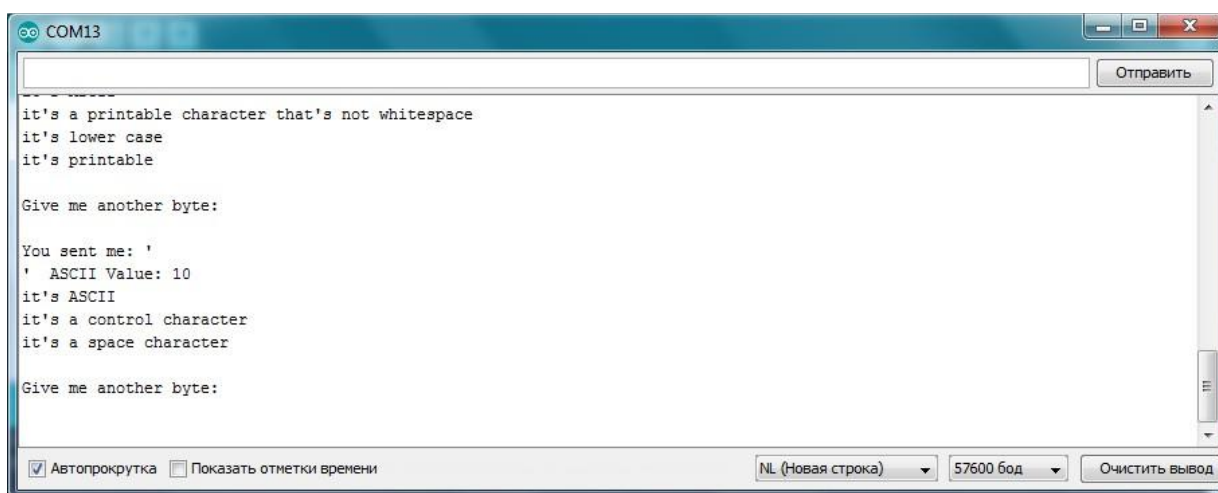 COM13
Отправить
it's ASCII
it's a printable character that's not whitespace
it's lower case
it's printable
Give me another byte:
You sent me: '
'  ASCII Value: 10
it's ASCII
it's a control character
it's a space character
Give me another byte:
Автопрокрутка Показать отметки времени NL (Новая строка) 57600 бод Очистить вывод